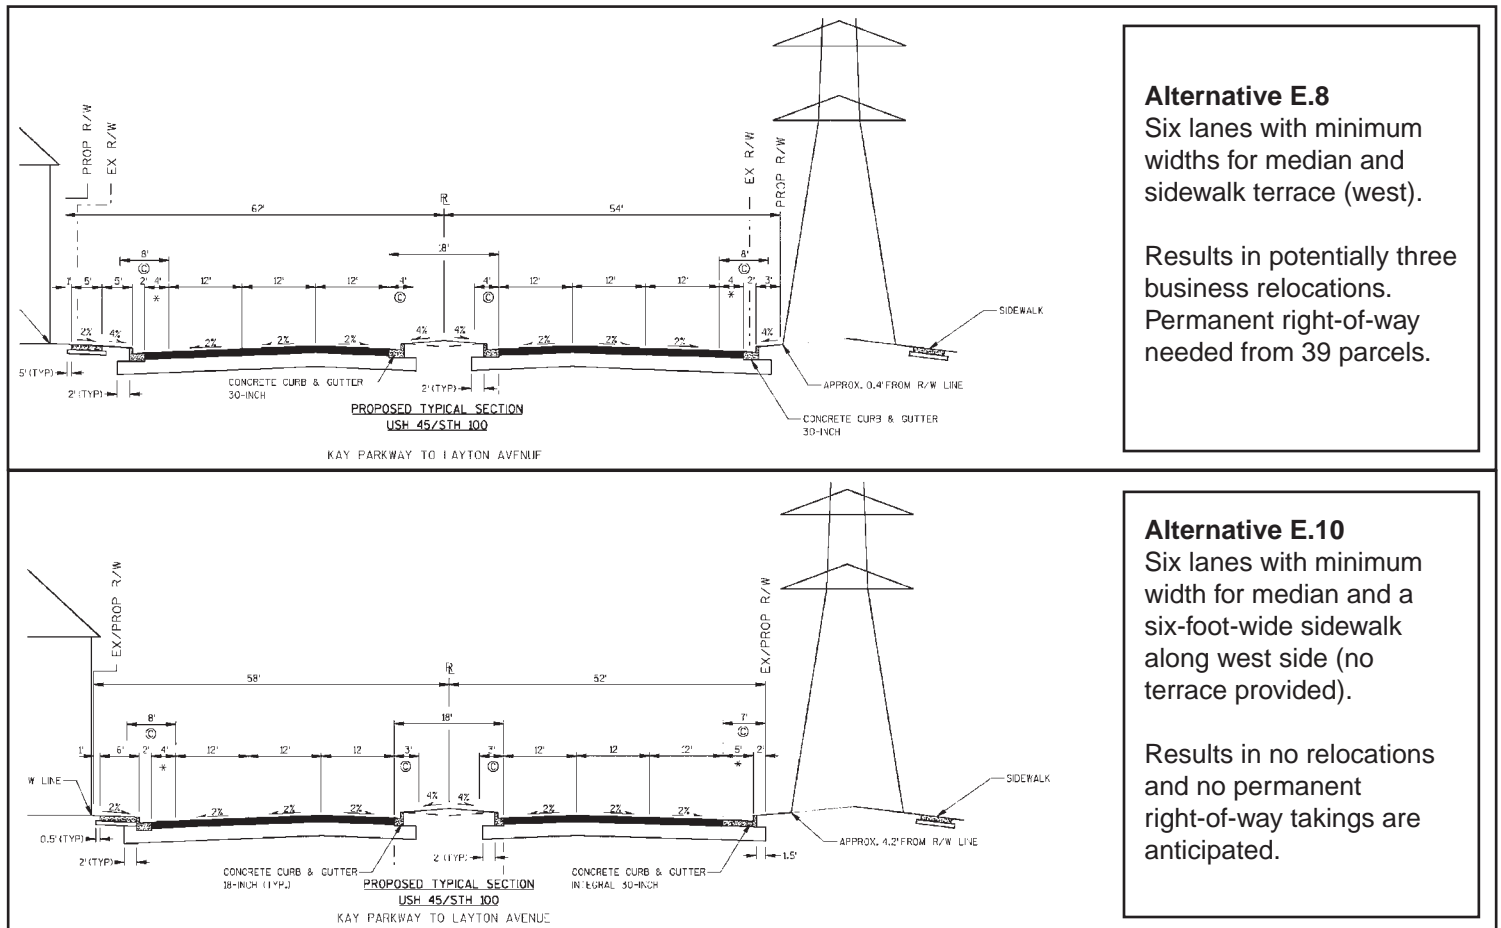 PROP R/W
EX R/W
EX R/W
PROP R/W
62'
54'
18'
8'
©
8'
©
1'
5'
5'
2'
4'
*
12'
12'
12'
4'
©
4'
©
12'
12'
12'
4
*
2'
3'
2%
4%
2%
2%
2%
4%
4%
2%
2%
2%
4%
SIDEWALK
5'(TYP)
2'(TYP)
CONCRETE CURB & GUTTER
30-INCH
2'(TYP)
APPROX. 0.4' FROM R/W LINE
CONCRETE CURB & GUTTER
30-INCH
PROPOSED TYPICAL SECTION
USH 45/STH 100
KAY PARKWAY TO LAYTON AVENUE
Alternative E.8
Six lanes with minimum
widths for median and
sidewalk terrace (west).
Results in potentially three
business relocations.
Permanent right-of-way
needed from 39 parcels.
EX/PROP R/W
EX/PROP R/W
58'
52'
18'
8'
©
7'
©
1'
6'
2'
4'
*
12'
12'
12
3'
©
3'
©
12'
12
12'
5'
*
2'
W LINE
2%
2%
2%
2%
4%
4%
2%
2%
2%
SIDEWALK
0.5'(TYP)
2'(TYP)
CONCRETE CURB & GUTTER
18-INCH (TYP.)
2 (TYP)
CONCRETE CURB & GUTTER
INTEGRAL 30-INCH
1.5'
APPROX. 4.2' FROM R/W LINE
PROPOSED TYPICAL SECTION
USH 45/STH 100
KAY PARKWAY TO LAYTON AVENUE
Alternative E.10
Six lanes with minimum
width for median and a
six-foot-wide sidewalk
along west side (no
terrace provided).
Results in no relocations
and no permanent
right-of-way takings are
anticipated.